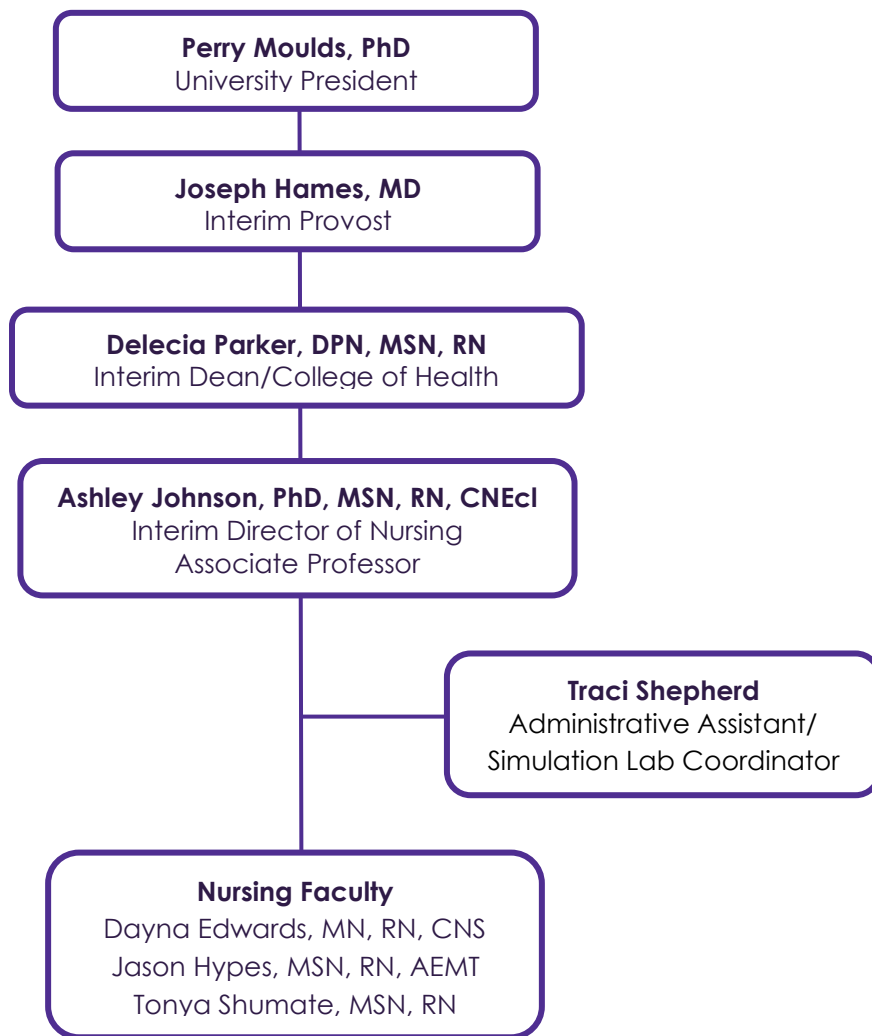 Perry Moulds, PhD
University President
Joseph Hames, MD
Interim Provost
Delecia Parker, DPN, MSN, RN
Interim Dean/College of Health
Ashley Johnson, PhD, MSN, RN, CNEcl
Interim Director of Nursing
Associate Professor
Traci Shepherd
Administrative Assistant/
Simulation Lab Coordinator
Nursing Faculty
Dayna Edwards, MN, RN, CNS
Jason Hypes, MSN, RN, AEMT
Tonya Shumate, MSN, RN